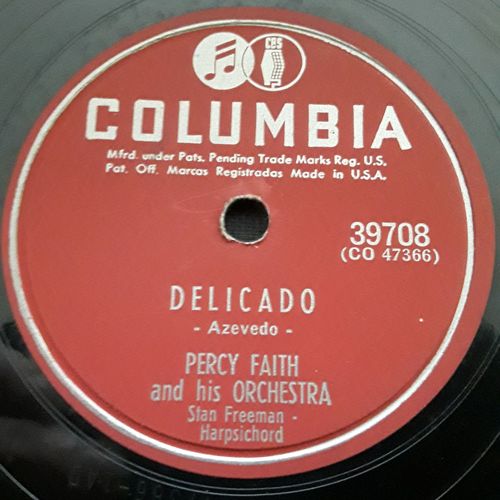 CBS
COLUMBIA
Mfrd. under Pats. Pending Trade Marks Reg. U.S.
Pat. Off. Marcas Registradas Made in U.S.A.
39708
(CO 47366)
DELICADO
- Azevedo -
PERCY FAITH
and his ORCHESTRA
Stan Freeman -
Harpsichord